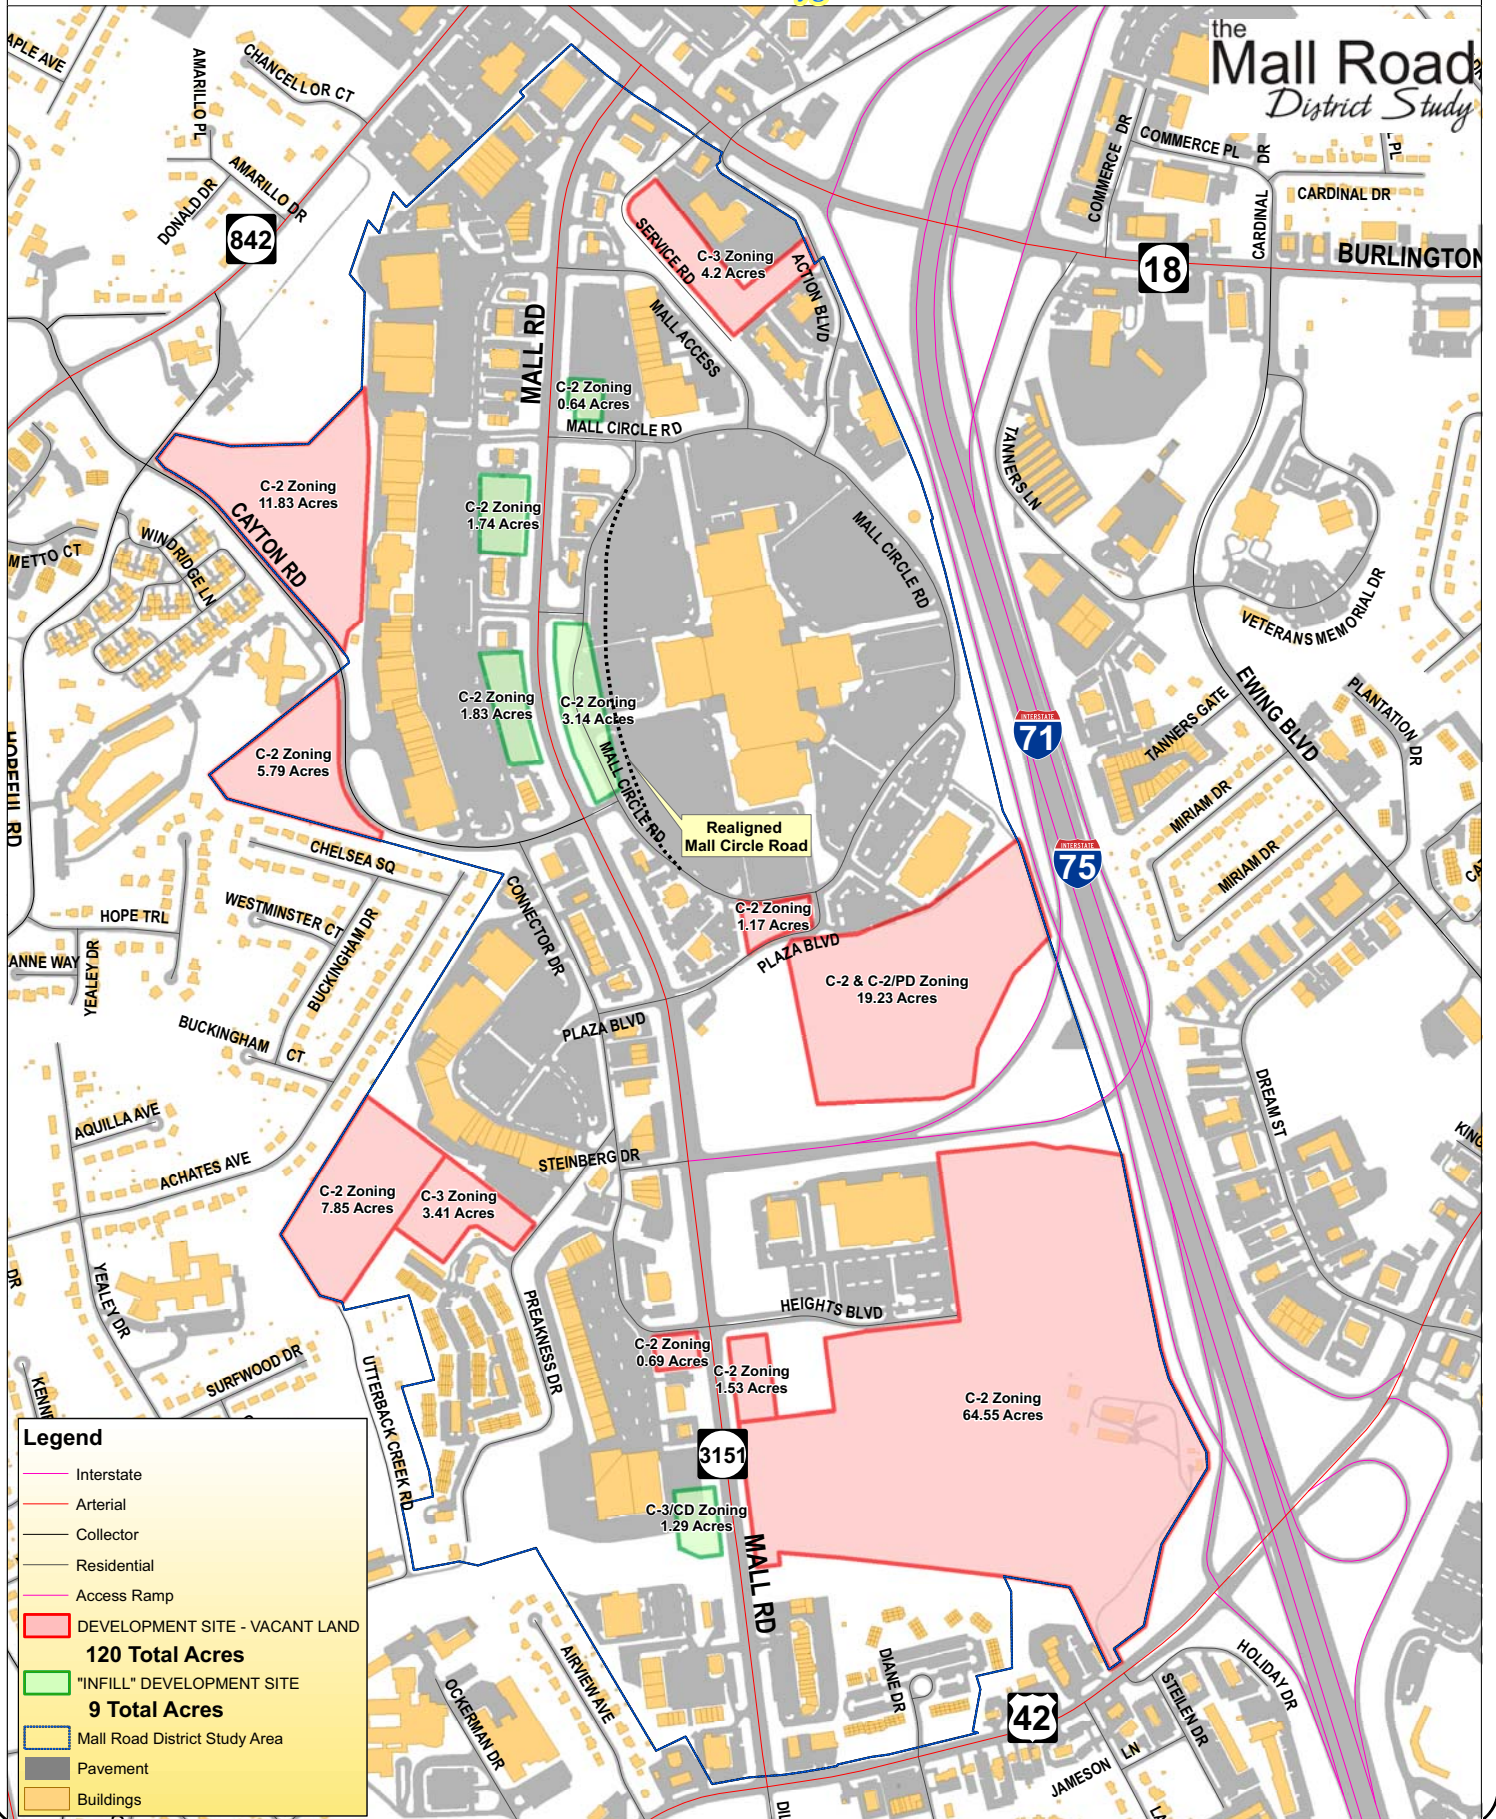 the
Mall Road
District Study
CHANCELLOR CT
AMARILLO PL
AMARILLO DR
DONALD DR
842
COMMERCE DR
COMMERCE PL
DR
PL
CARDINAL DR
CARDINAL
BURLINGTON
18
SERVICE RD
C-3 Zoning
4.2 Acres
ACTION BLVD
MALL RD
MALL ACCESS
C-2 Zoning
0.64 Acres
MALL CIRCLE RD
TANNERS LN
C-2 Zoning
11.83 Acres
CAYTON RD
C-2 Zoning
1.74 Acres
MALL CIRCLE RD
METTO CT
WINDRIDGE LN
VETERANS MEMORIAL DR
EWING BLVD
PLANTATION DR
TANNERS GATE
HOPEFUL RD
C-2 Zoning
1.83 Acres
C-2 Zoning
3.14 Acres
MALL CIRCLE RD
INTERSTATE
71
C-2 Zoning
5.79 Acres
MIRIAM DR
Realigned
Mall Circle Road
INTERSTATE
75
MIRIAM DR
CHELSEA SQ
HOPE TRL
WESTMINSTER CT
BUCKINGHAM DR
CONNECTOR DR
C-2 Zoning
1.17 Acres
PLAZA BLVD
ANNE WAY
YEALEY DR
C-2 & C-2/PD Zoning
19.23 Acres
BUCKINGHAM CT
PLAZA BLVD
DREAM ST
AQUILLA AVE
ACHATES AVE
STEINBERG DR
KING
C-2 Zoning
7.85 Acres
C-3 Zoning
3.41 Acres
DR
YEALEY DR
PREAKNESS DR
HEIGHTS BLVD
C-2 Zoning
0.69 Acres
C-2 Zoning
1.53 Acres
C-2 Zoning
64.55 Acres
SURFWOOD DR
UTTERBACK CREEK RD
3151
C-3/CD Zoning
1.29 Acres
MALL RD
Legend
Interstate
Arterial
Collector
Residential
Access Ramp
DEVELOPMENT SITE - VACANT LAND
120 Total Acres
"INFILL" DEVELOPMENT SITE
9 Total Acres
Mall Road District Study Area
Pavement
Buildings
OCKERMAN DR
AIRVIEW AVE
DIANE DR
42
HOLIDAY DR
STEILEN DR
JAMESON LN